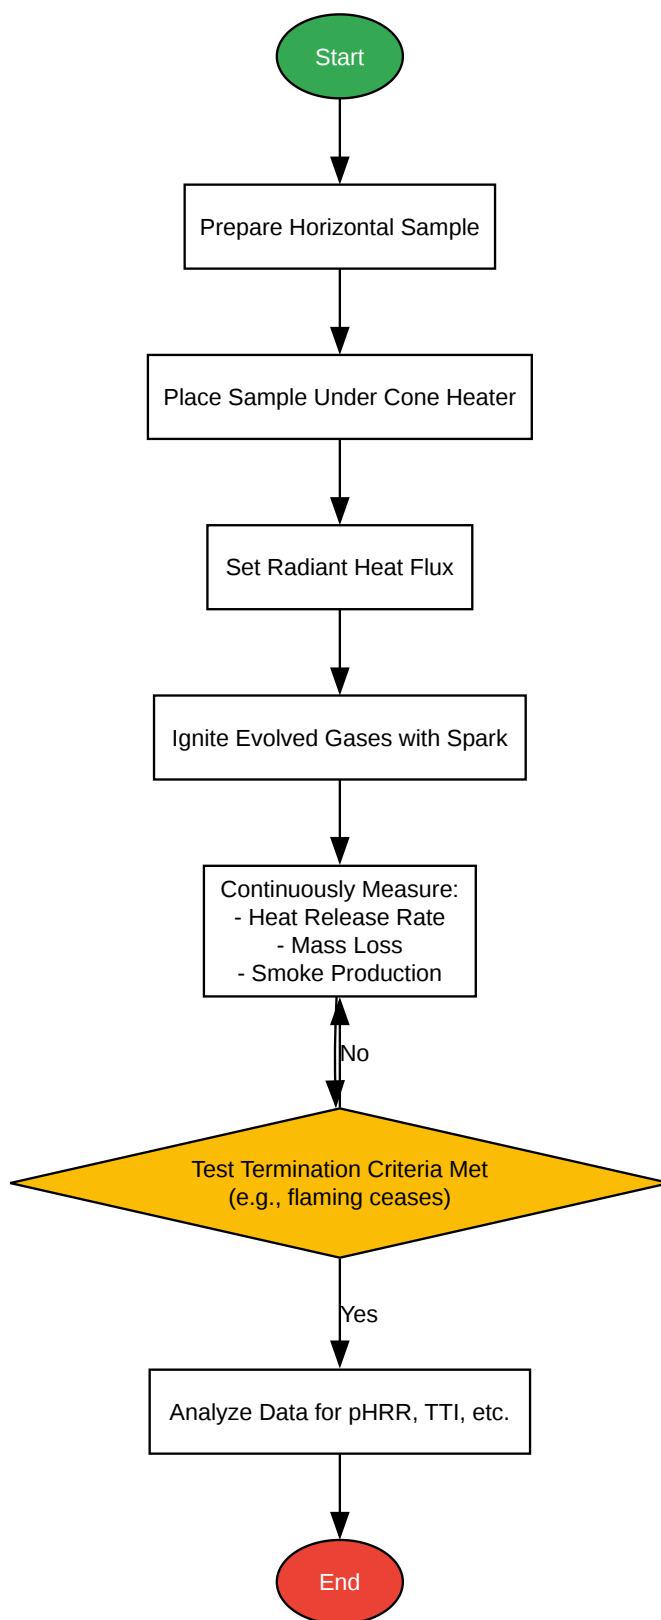 Start
Prepare Horizontal Sample
Place Sample Under Cone Heater
Set Radiant Heat Flux
Ignite Evolved Gases with Spark
Continuously Measure:
- Heat Release Rate
- Mass Loss
- Smoke Production
No
Test Termination Criteria Met
(e.g., flaming ceases)
Yes
Analyze Data for pHRR, TTI, etc.
End